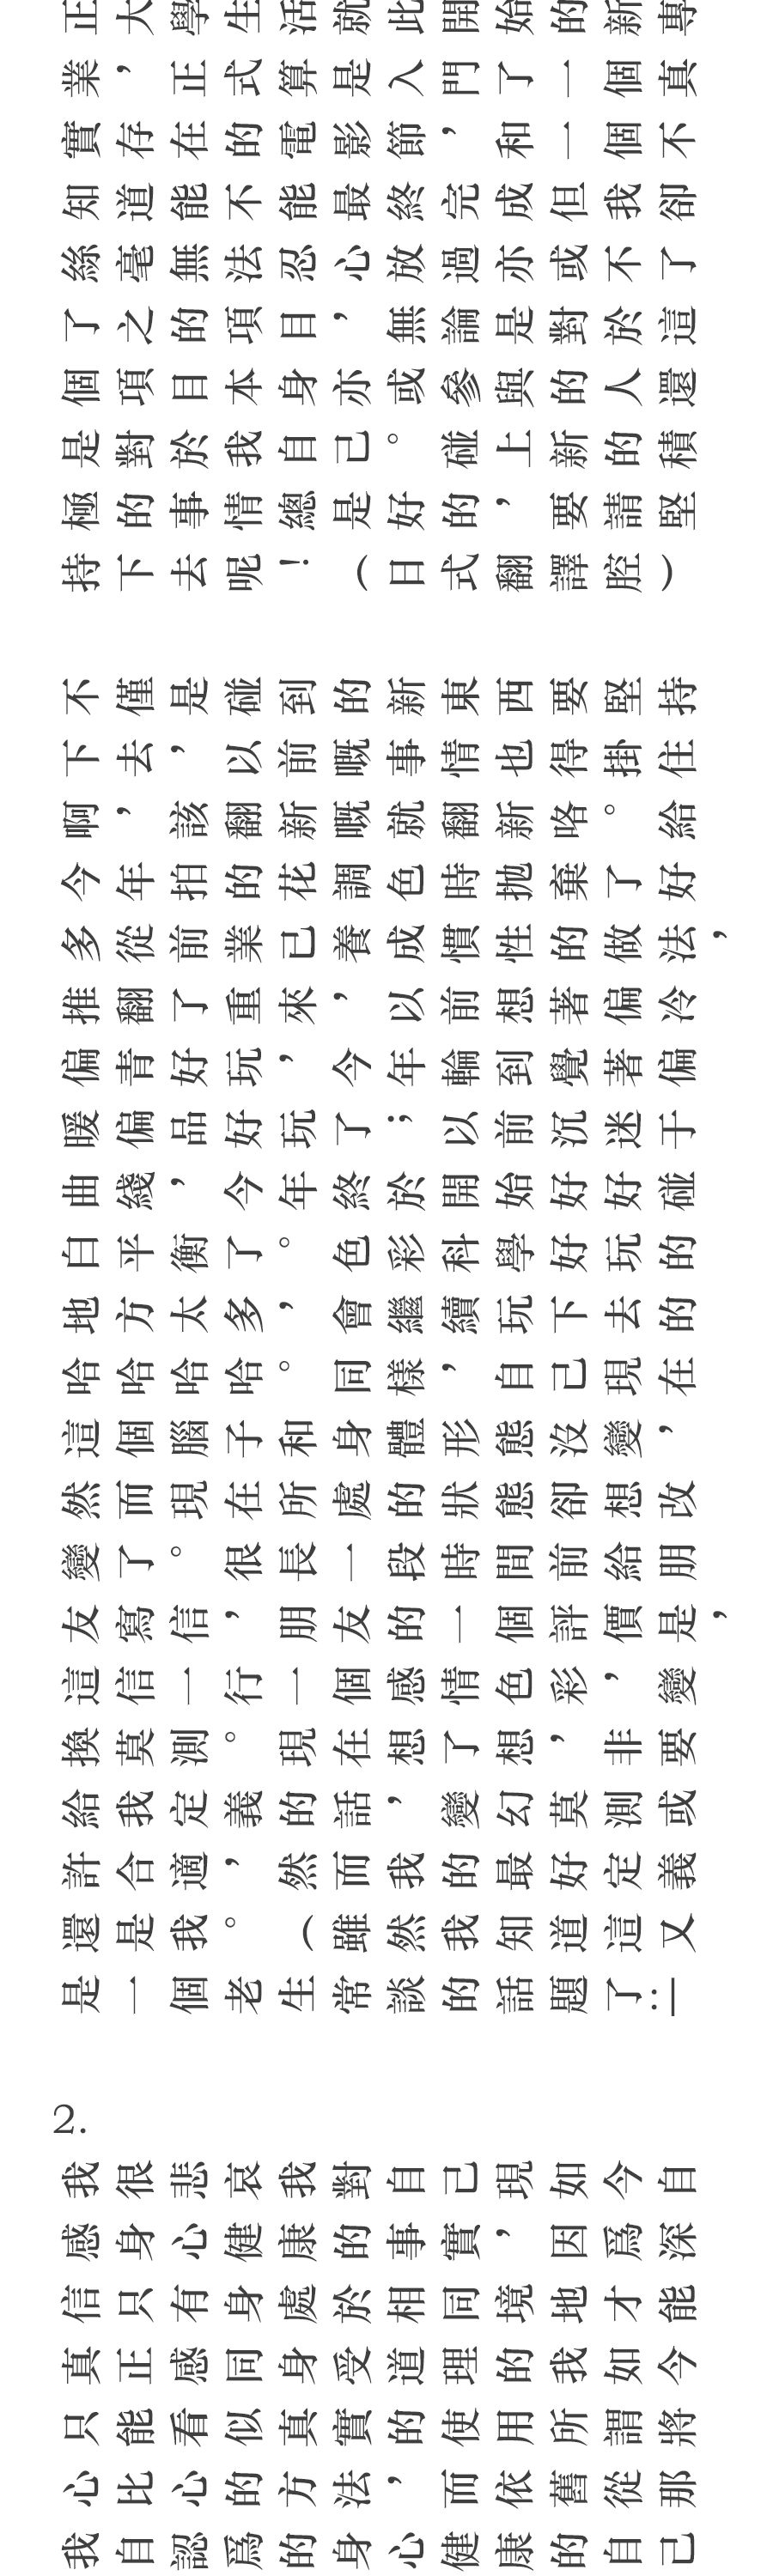 正大學生活就此開始的新專
業，正式算是入門了一個真
實存在的電影節，和一個不
知道能不能最終完成但我卻
絲毫無法忍心放過亦或不了
了之的項目，無論是對於這
個項目本身亦或參與的人還
是對於我自己。碰上新的積
極的事情總是好的，要請堅
持下去呢！（日式翻譯腔）
不僅是碰到的新東西要堅持
下去，以前嘅事情也得掛住
啊，該翻新嘅就翻新咯。給
今年拍的花調色時拋棄了好
多從前業已養成慣性的做法，
推翻了重來，以前想著偏冷
偏青好玩，今年輪到覺著偏
暖偏品好玩了；以前沉迷于
曲綫，今年終於開始好好碰
白平衡了。色彩科學好玩的
地方太多，會繼續玩下去的
哈哈哈哈。同樣，自己現在
這個腦子和身體形態沒變，
然而現在所處的狀態卻想改
變了。很長一段時間前給朋
友寫信，朋友的一個評價是，
這信一行一個感情色彩，變
換莫測。現在想了想，非要
給我定義的話，變幻莫測或
許合適，然而我的最好定義
還是我。（雖然我知道這又
是一個老生常談的話題了:—
2.
我很悲哀我對自己現如今自
感身心健康的事實，因爲深
信只有身處於相同境地才能
真正感同身受道理的我如今
只能看似真實的使用所謂將
心比心的方法，而依舊從那
我自認爲的身心健康的自己